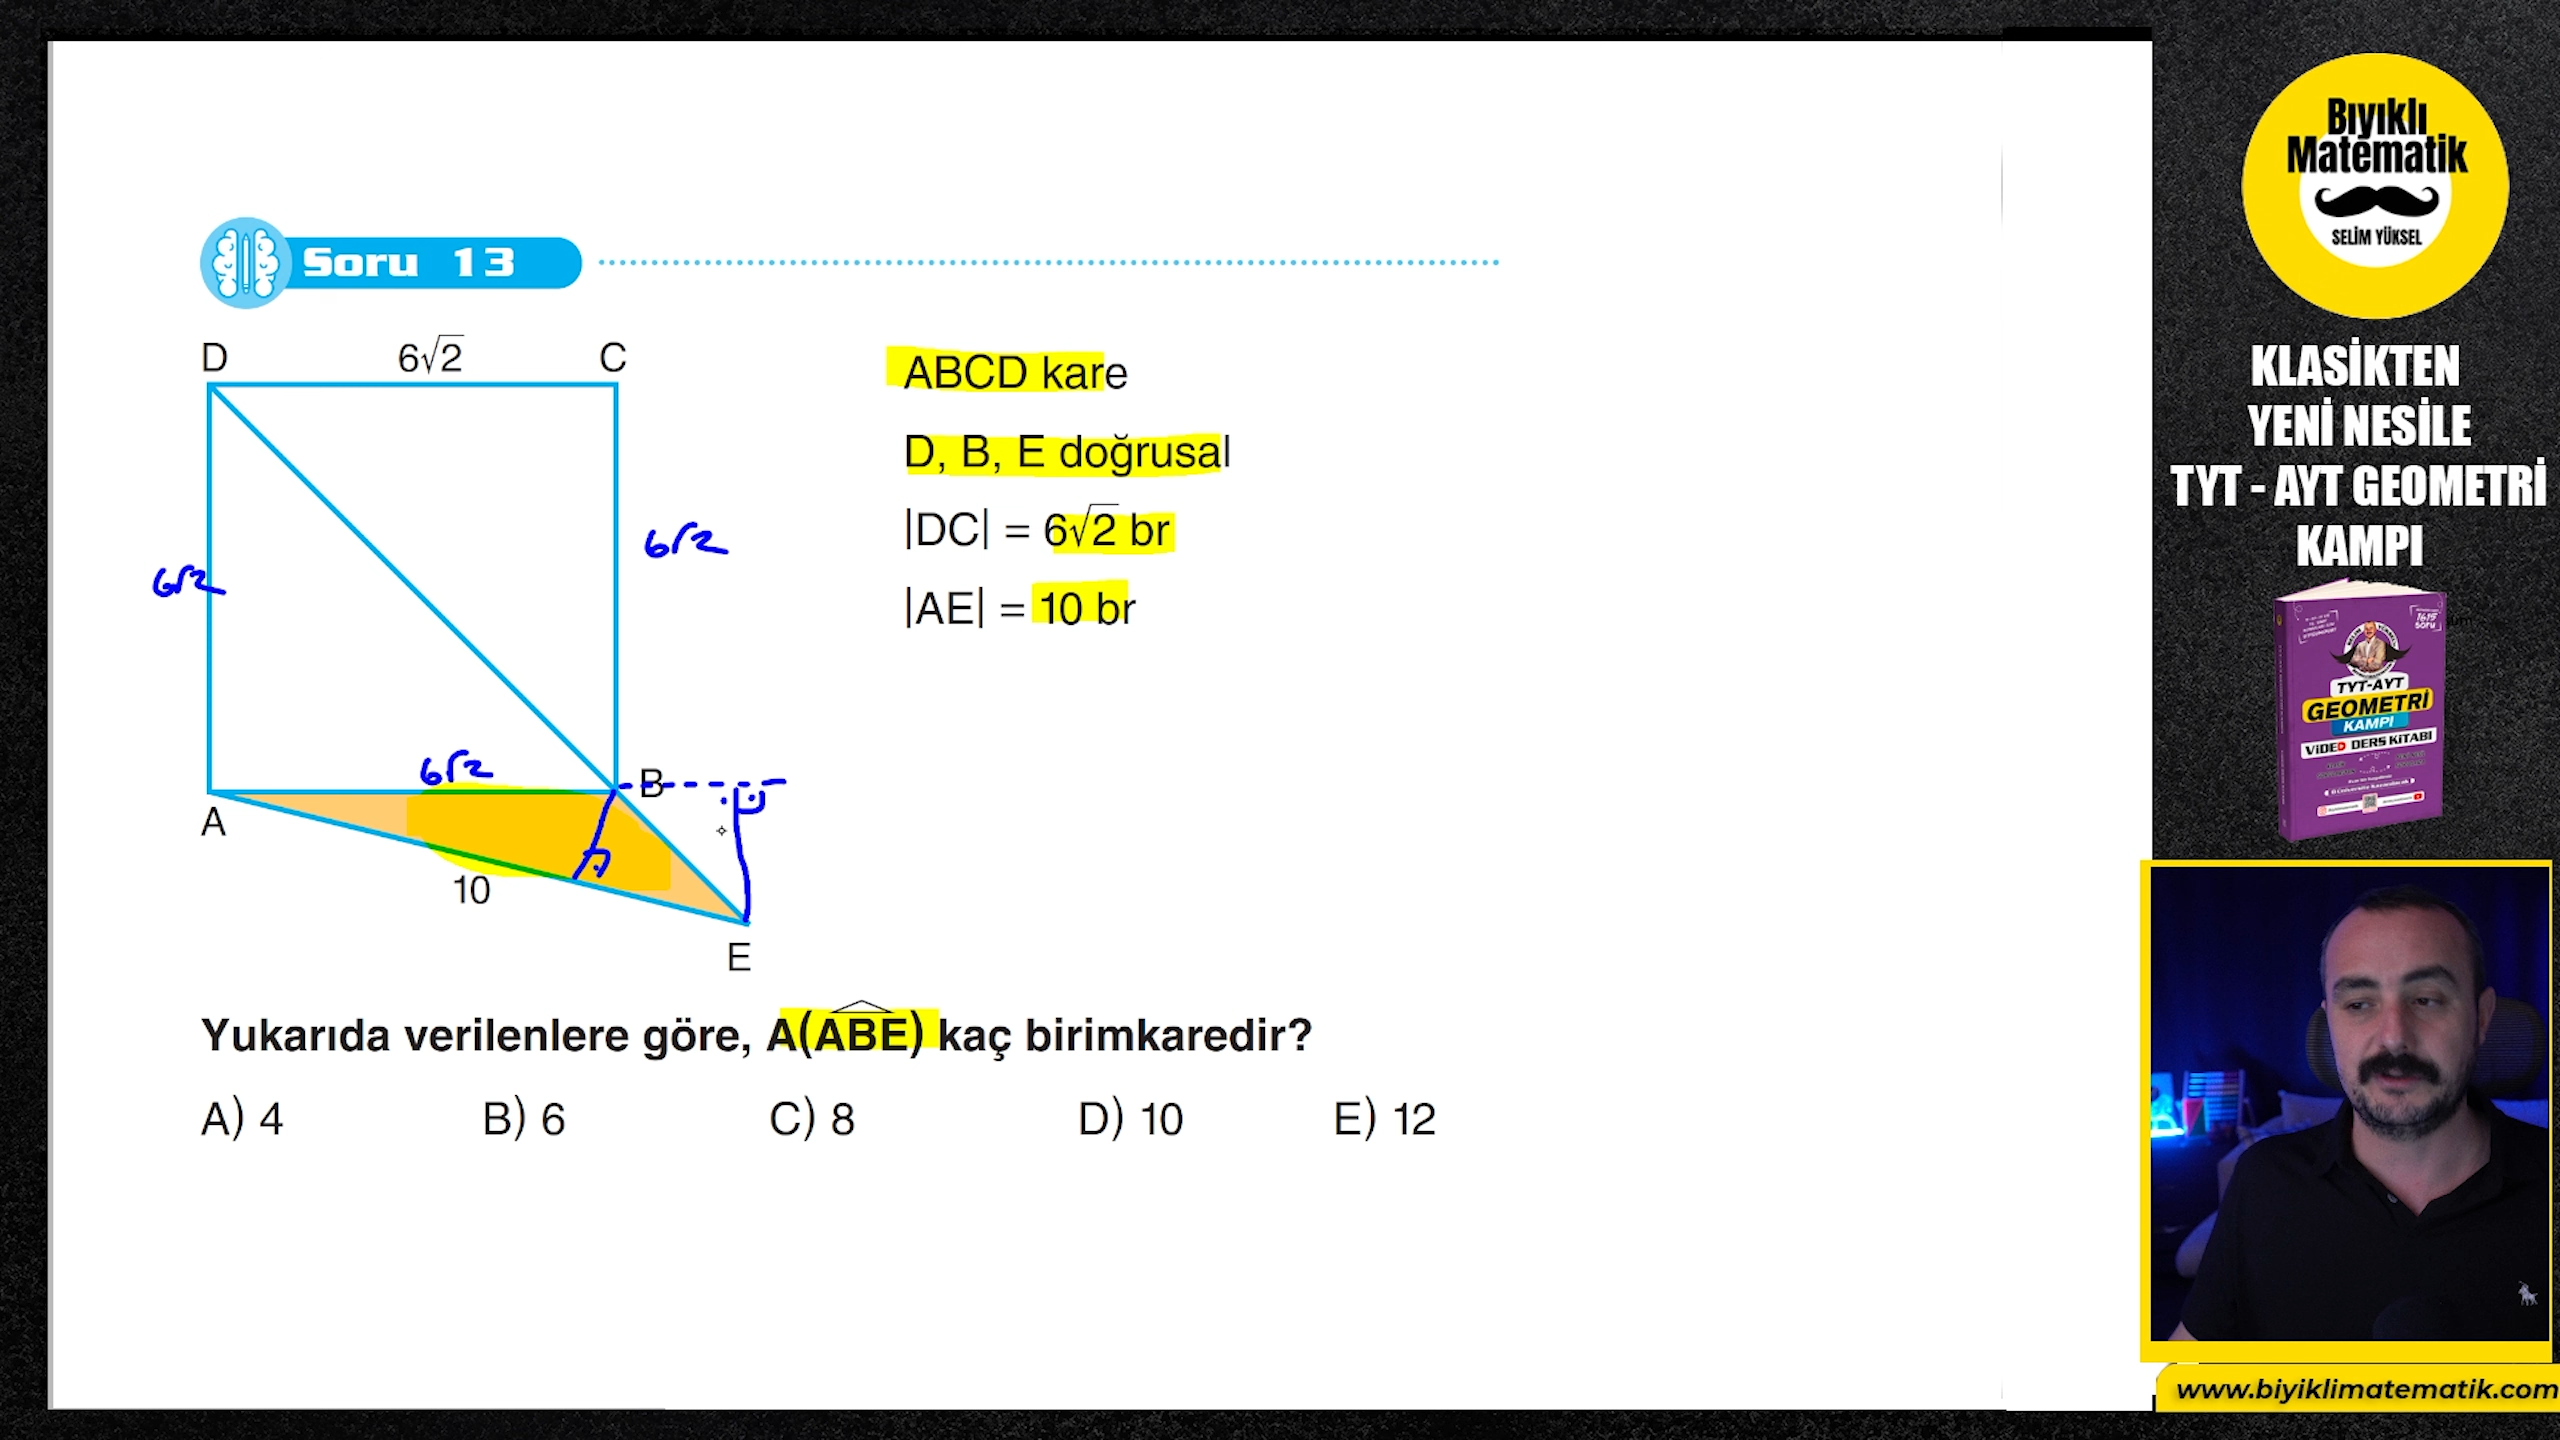 Soru 13
D 6√2 C
6√2
6√2
6√2
B
A
10
E
ABCD kare
D, B, E doğrusal
|DC| = 6√2 br
|AE| = 10 br
Yukarıda verilenlere göre, A(ABE) kaç birimkaredir?
A) 4 B) 6 C) 8 D) 10 E) 12
Bıyıklı
Matematik
SELİM YÜKSEL
KLASİKTEN
YENİ NESİLE
TYT - AYT GEOMETRİ
KAMPI
1615
soru
TYT-AYT
GEOMETRİ
KAMPI
VİDEO DERS KİTABI
www.biyiklimatematik.com